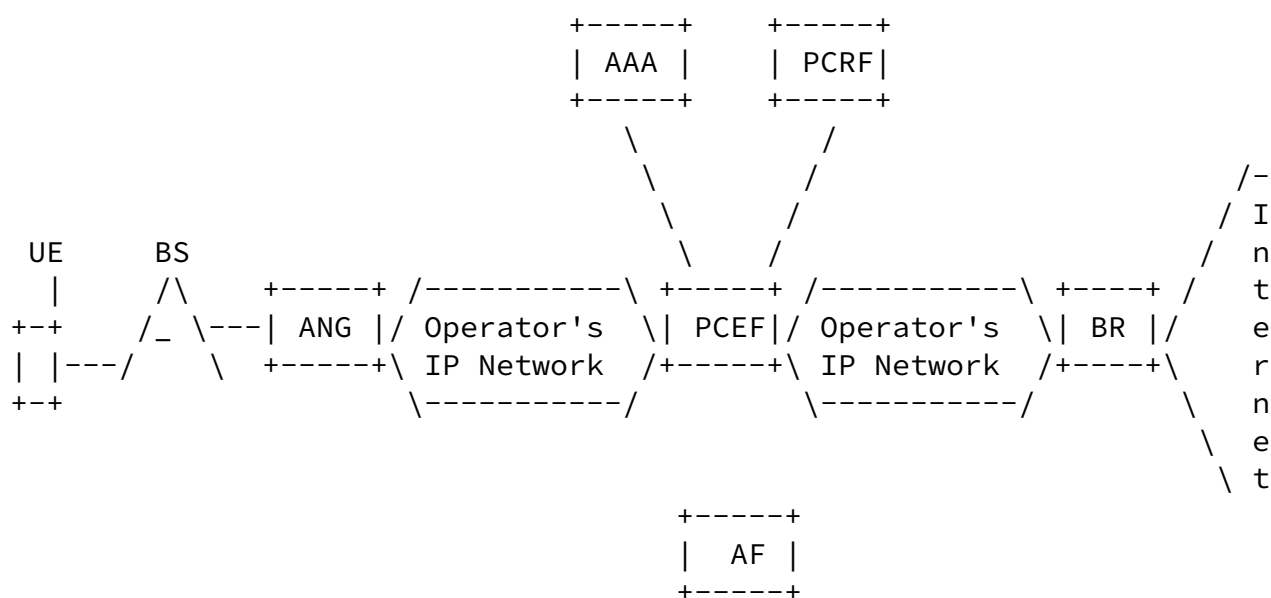 AAA PCRF
UE BS
ANG Operator's IP Network PCEF Operator's IP Network BR
Internet
AF